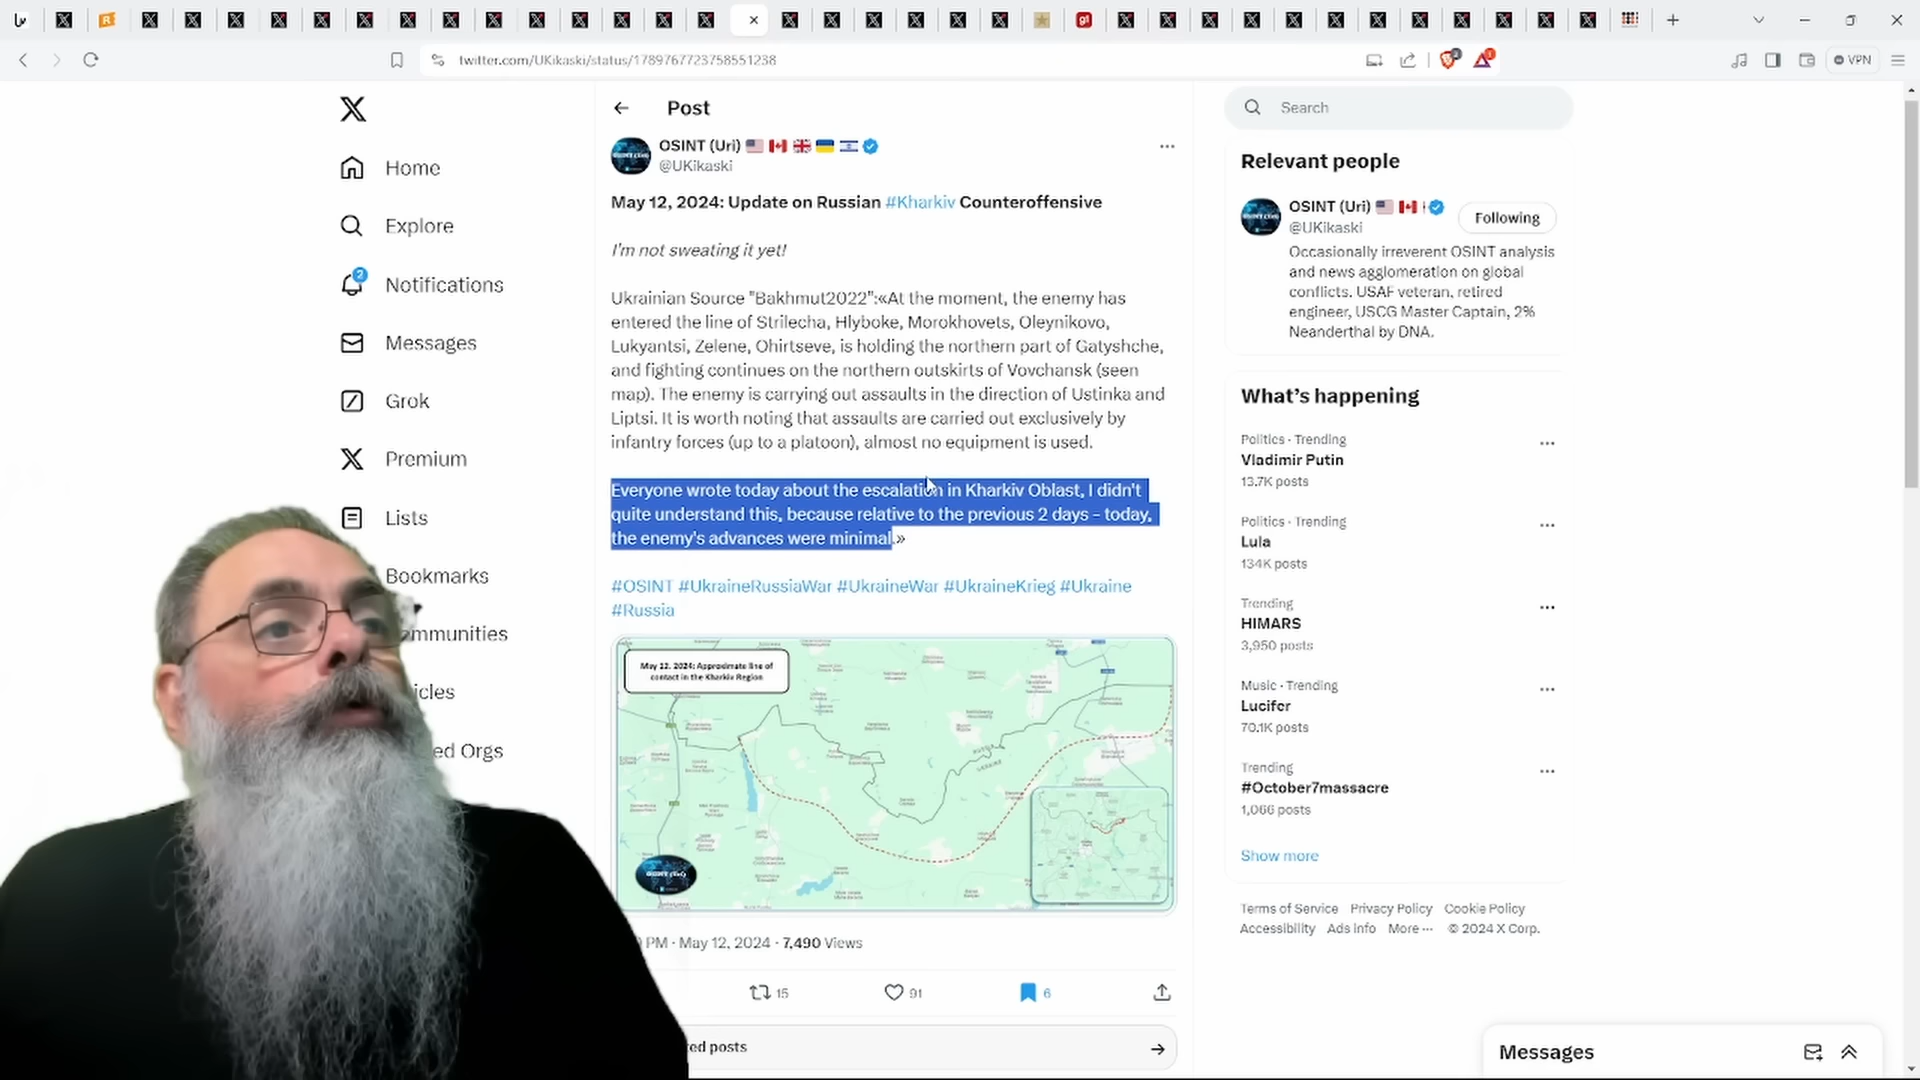 twitter.com/UKikaski/status/1789767723758551238
VPN
Home
Explore
2
Notifications
Messages
Grok
Premium
Lists
Bookmarks
Post
OSINT (Uri)
@UKikaski
May 12, 2024: Update on Russian #Kharkiv Counteroffensive
I'm not sweating it yet!
Ukrainian Source "Bakhmut2022":«At the moment, the enemy has
entered the line of Strilecha, Hlyboke, Morokhovets, Oleynikovo,
Lukyantsi, Zelene, Ohirtseve, is holding the northern part of Gatyshche,
and fighting continues on the northern outskirts of Vovchansk (seen
map). The enemy is carrying out assaults in the direction of Ustinka and
Liptsi. It is worth noting that assaults are carried out exclusively by
infantry forces (up to a platoon), almost no equipment is used.
Everyone wrote today about the escalation in Kharkiv Oblast, I didn't
quite understand this, because relative to the previous 2 days – today,
the enemy's advances were minimal.»
#OSINT #UkraineRussiaWar #UkraineWar #UkraineKrieg #Ukraine
#Russia
May 12, 2024: Approximate line of
contact in the Kharkiv Region
RUSSIA
UKRAINE
OSINT (Uri)
PM · May 12, 2024 · 7,490 Views
15
91
6
posts
Search
Relevant people
OSINT (Uri)
Following
@UKikaski
Occasionally irreverent OSINT analysis
and news agglomeration on global
conflicts. USAF veteran, retired
engineer, USCG Master Captain, 2%
Neanderthal by DNA.
What's happening
Politics · Trending
Vladimir Putin
13.7K posts
Politics · Trending
Lula
134K posts
Trending
HIMARS
3,950 posts
Music · Trending
Lucifer
70.1K posts
Trending
#October7massacre
1,066 posts
Show more
Terms of Service Privacy Policy Cookie Policy
Accessibility Ads info More ··· © 2024 X Corp.
Messages